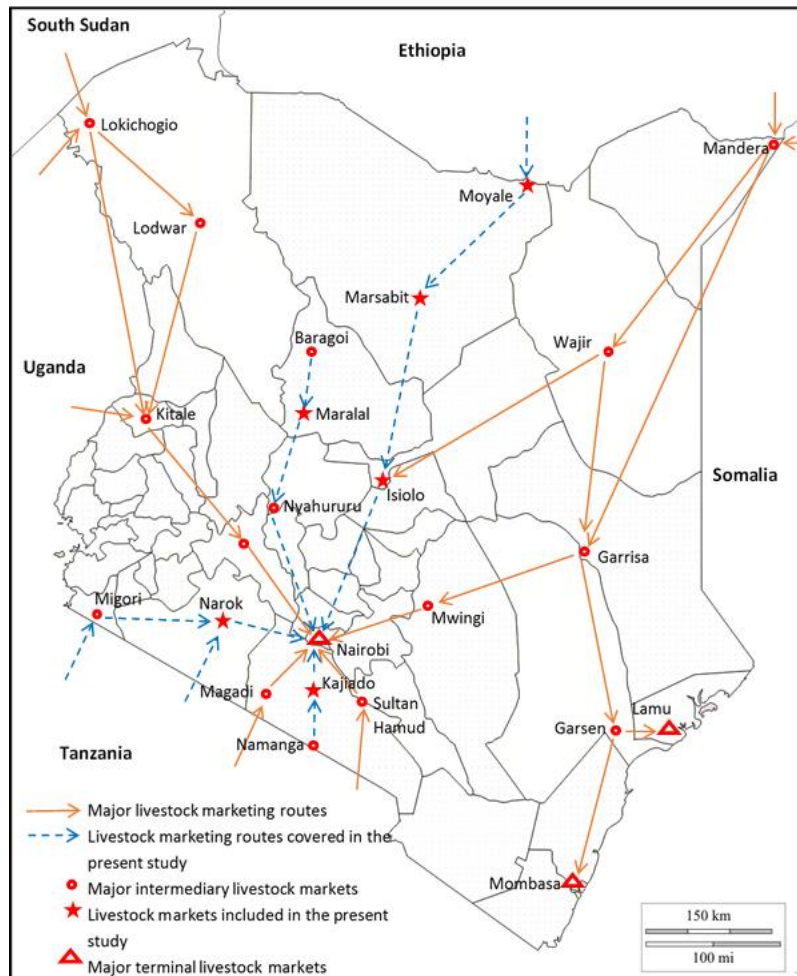 South Sudan
Ethiopia
Lokichogio
Mandera
Moyale
Lodwar
Marsabit
Baragoi
Wajir
Uganda
Maralal
Kitale
Somalia
Isiolo
Nyahururu
Garrisa
Migori
Narok
Mwingi
Nairobi
Magadi
Kajiado
Sultan
Hamud
Lamu
Garsen
Namanga
Tanzania
Major livestock marketing routes
Livestock marketing routes covered in the
present study
Major intermediary livestock markets
Livestock markets included in the present
study
Major terminal livestock markets
Mombasa
150 km
100 mi